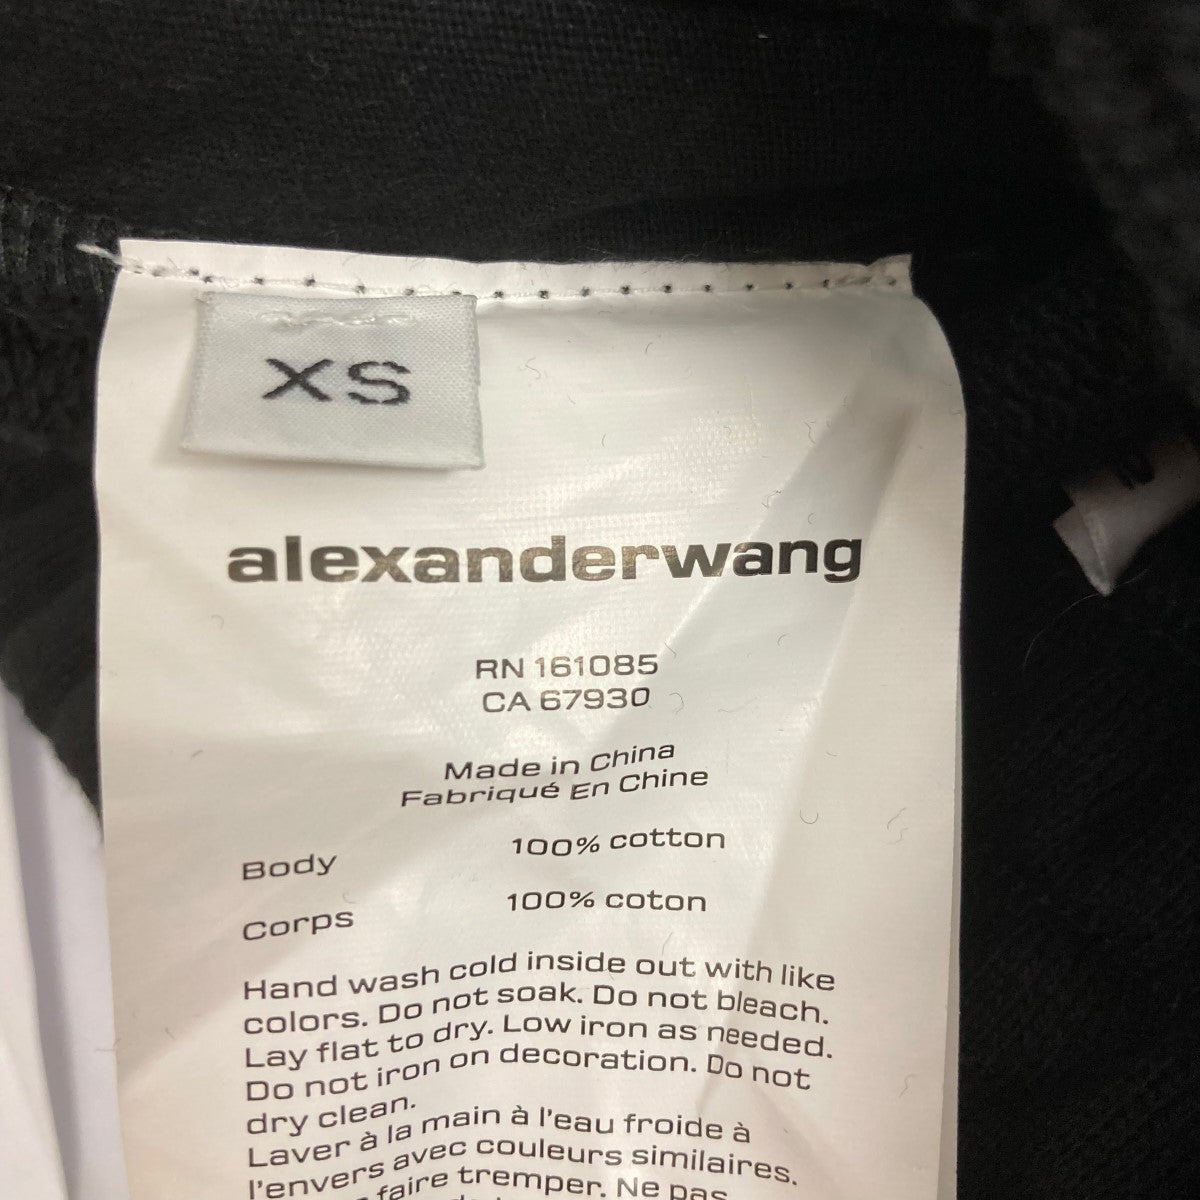 XS
alexanderwang
RN 161085
CA 67930
Made in China
Fabriqué En Chine
Body 100% cotton
Corps 100% coton
Hand wash cold inside out with like
colors. Do not soak. Do not bleach.
Lay flat to dry. Low iron as needed.
Do not iron on decoration. Do not
dry clean.
Laver à la main à l'eau froide à
l'envers avec couleurs similaires.
faire tremper. Ne pas